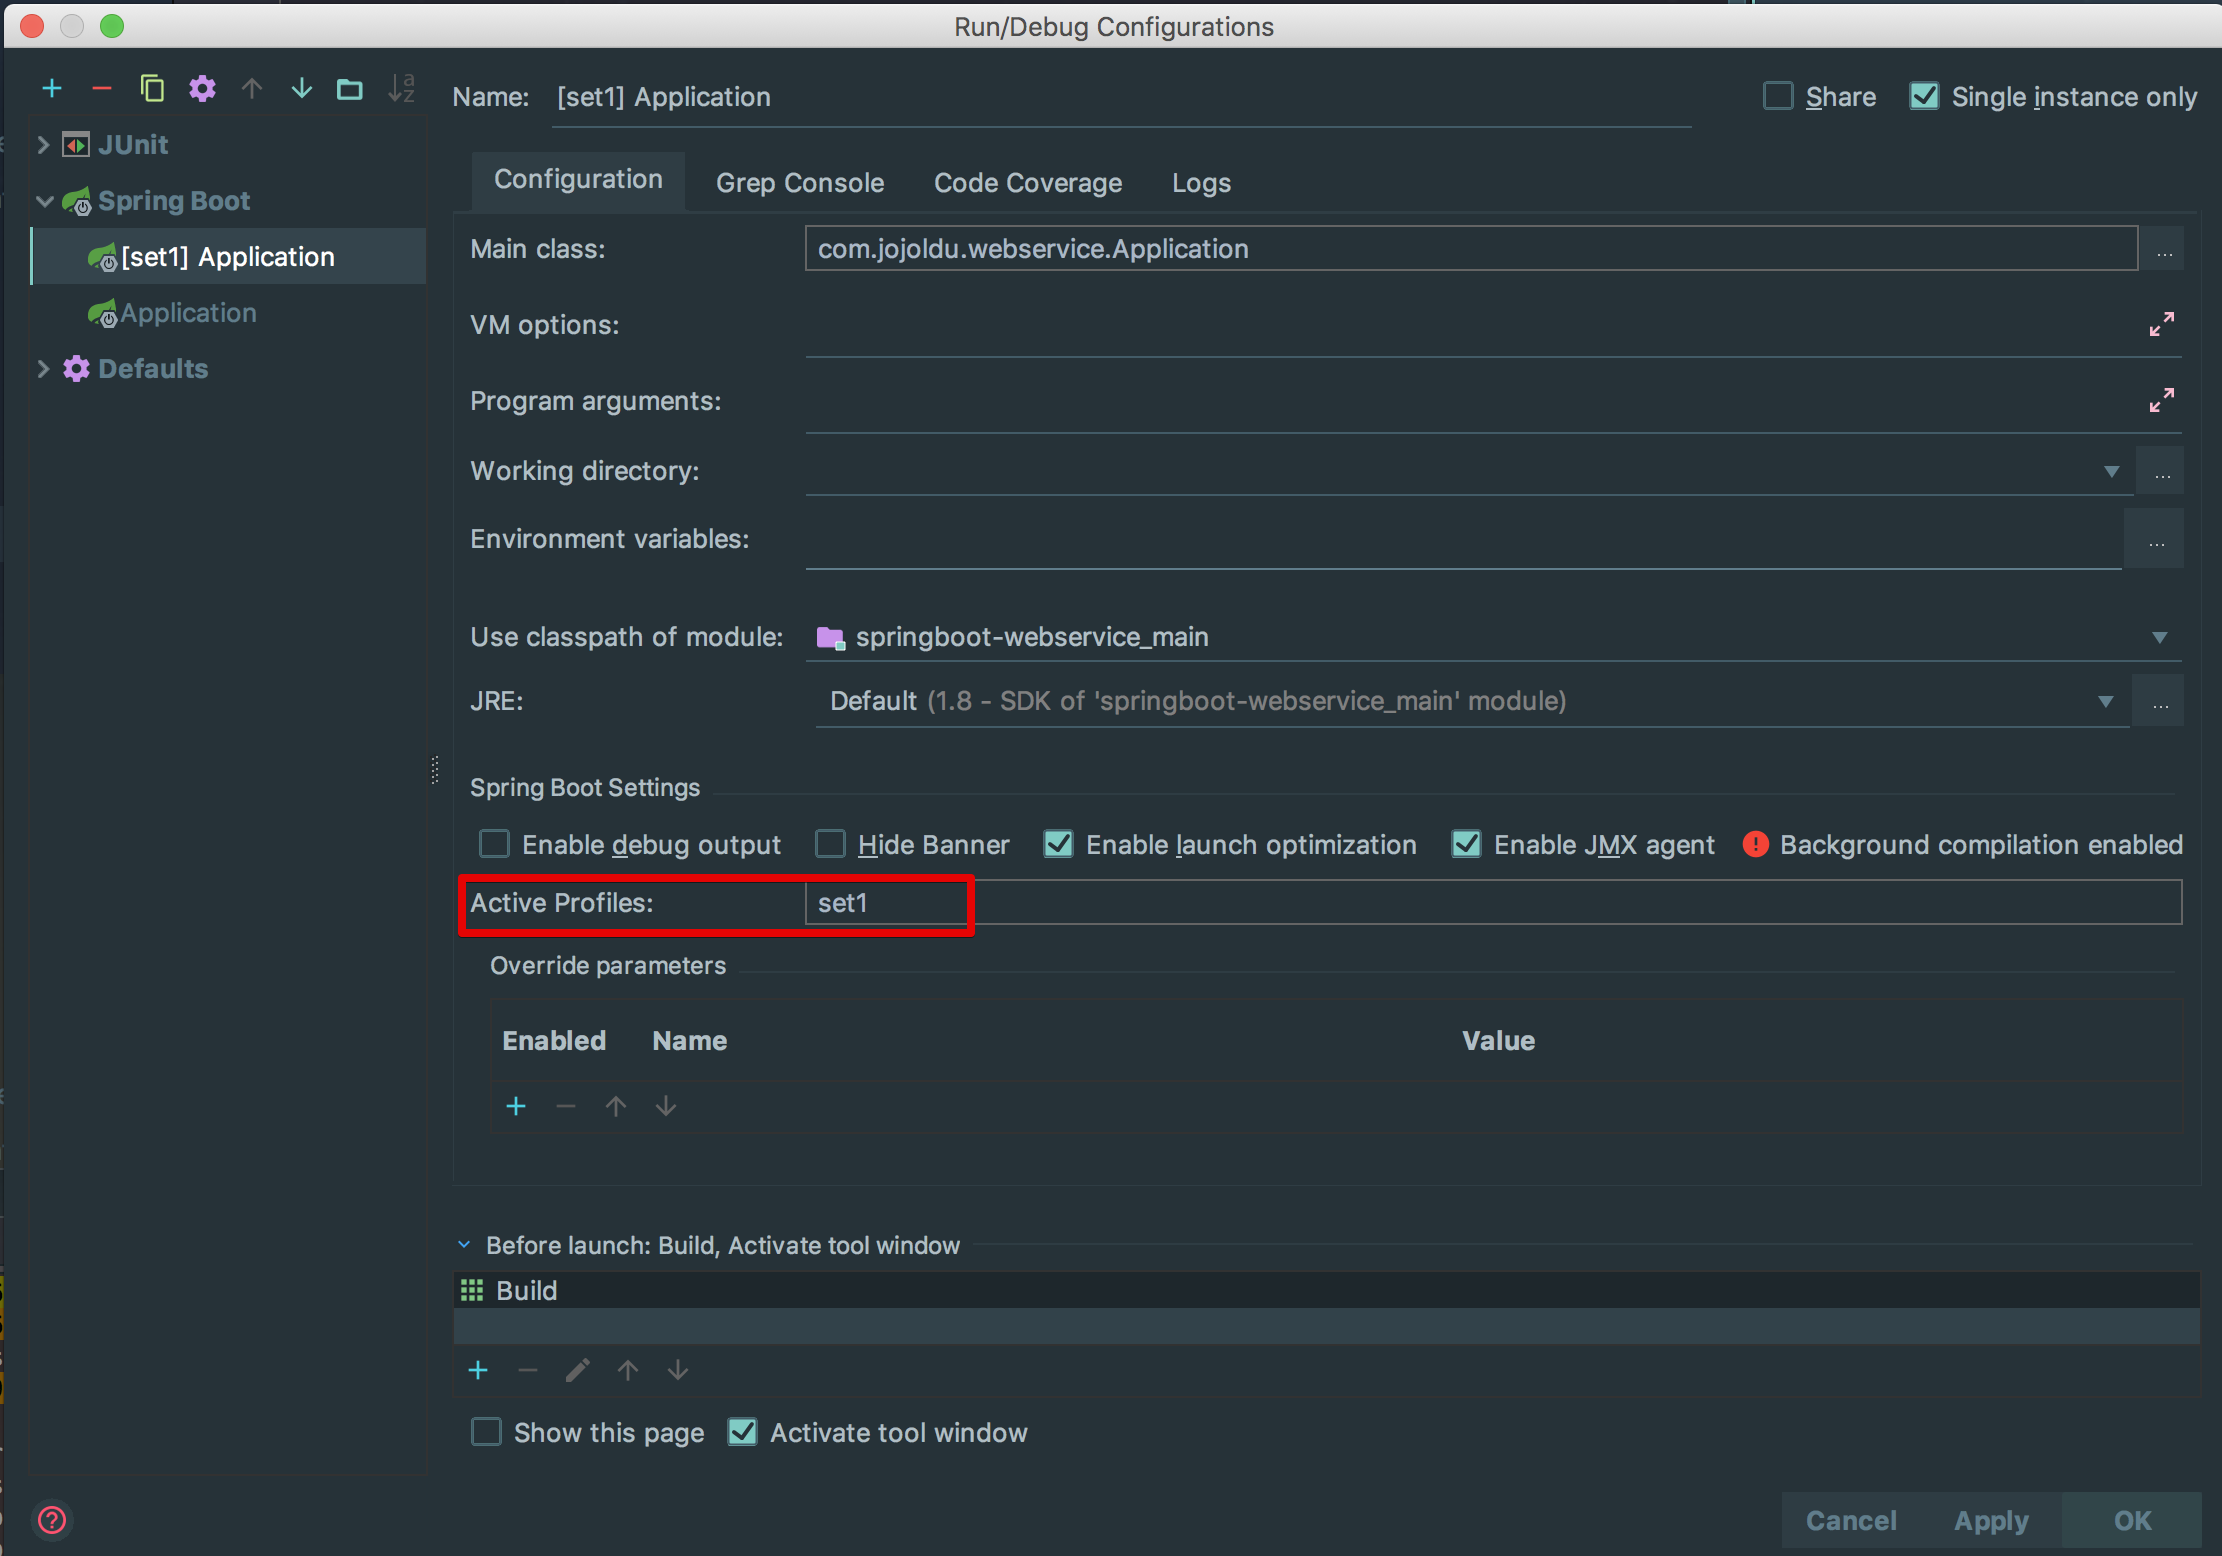 Run/Debug Configurations
Name: [set1] Application
Share
Single instance only
JUnit
Spring Boot
[set1] Application
Application
Defaults
Configuration
Grep Console
Code Coverage
Logs
Main class: com.jojoldu.webservice.Application ...
VM options:
Program arguments:
Working directory: ...
Environment variables: ...
Use classpath of module: springboot-webservice_main
JRE: Default (1.8 - SDK of 'springboot-webservice_main' module) ...
Spring Boot Settings
Enable debug output
Hide Banner
Enable launch optimization
Enable JMX agent
Background compilation enabled
Active Profiles: set1
Override parameters
Enabled Name Value
Before launch: Build, Activate tool window
Build
Show this page
Activate tool window
Cancel
Apply
OK